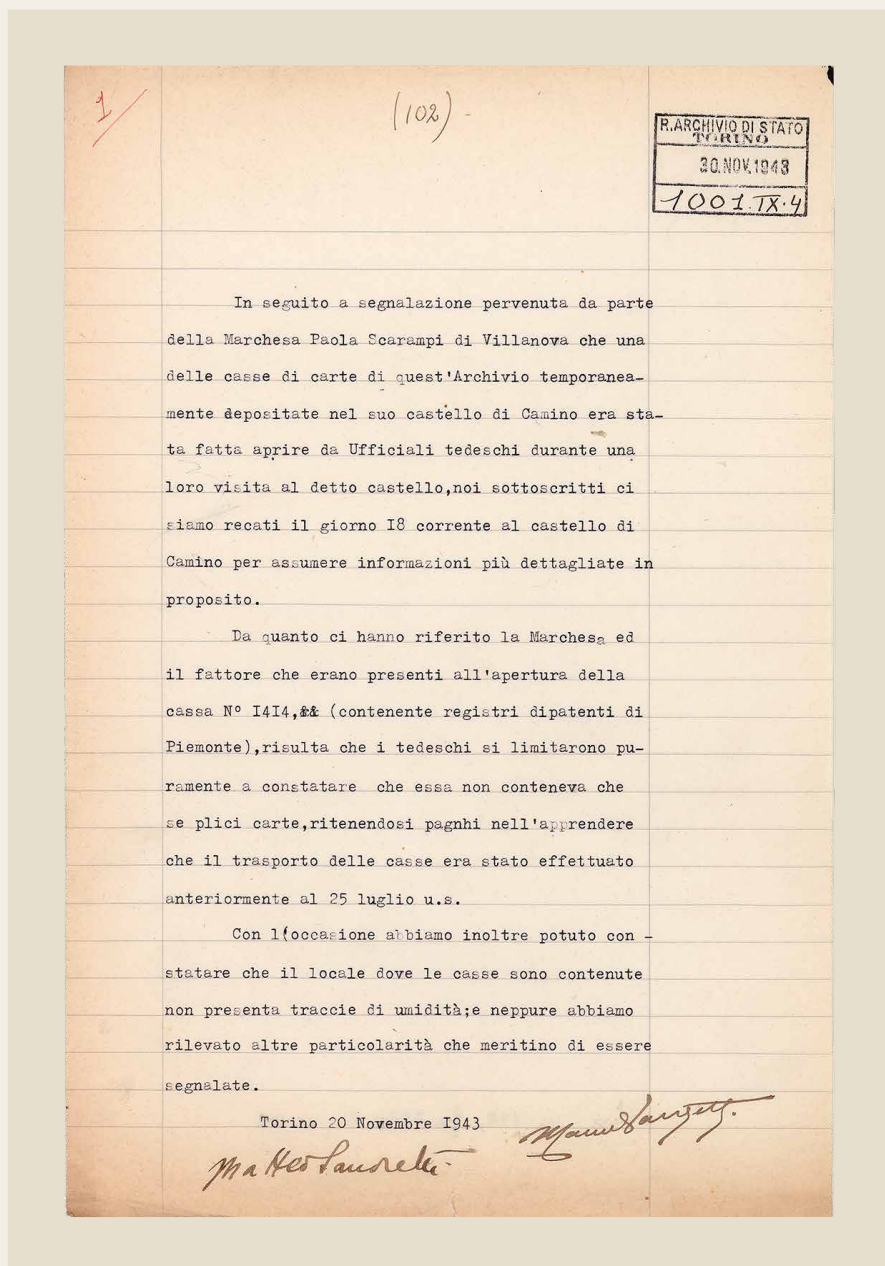 1
(102) -
R. ARCHIVIO DI STATO
TORINO
30.NOV.1943
1001.IX.4
In seguito a segnalazione pervenuta da parte
della Marchesa Paola Scarampi di Villanova che una
delle casse di carte di quest'Archivio temporanea-
mente depositate nel suo castello di Camino era sta-
ta fatta aprire da Ufficiali tedeschi durante una
loro visita al detto castello,noi sottoscritti ci
siamo recati il giorno I8 corrente al castello di
Camino per assumere informazioni più dettagliate in
proposito.
Da quanto ci hanno riferito la Marchesa ed
il fattore che erano presenti all'apertura della
cassa Nº I4I4, (contenente registri dipatenti di
Piemonte),risulta che i tedeschi si limitarono pu-
ramente a constatare che essa non conteneva che
se plici carte,ritenendosi pagnhi nell'apprendere
che il trasporto delle casse era stato effettuato
anteriormente al 25 luglio u.s.
Con l(occasione abbiamo inoltre potuto con -
statare che il locale dove le casse sono contenute
non presenta traccie di umidità;e neppure abbiamo
rilevato altre particolarità che meritino di essere
segnalate.
Torino 20 Novembre I943
Matteo Sandretti